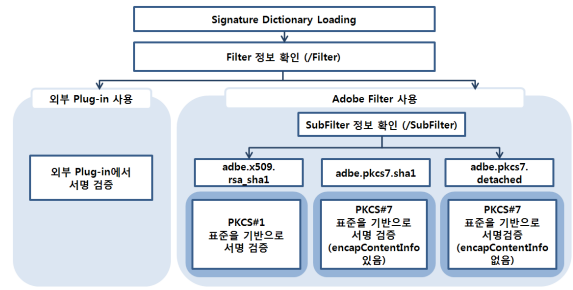 Signature Dictionary Loading
Filter 정보 확인 (/Filter)
외부 Plug-in 사용
Adobe Filter 사용
SubFilter 정보 확인 (/SubFilter)
외부 Plug-in에서
서명 검증
adbe.x509.
rsa_sha1
adbe.pkcs7.sha1
adbe.pkcs7.
detached
PKCS#1
표준을 기반으로
서명 검증
PKCS#7
표준을 기반으로
서명 검증
(encapContentInfo
있음)
PKCS#7
표준을 기반으로
서명검증
(encapContentInfo
없음)